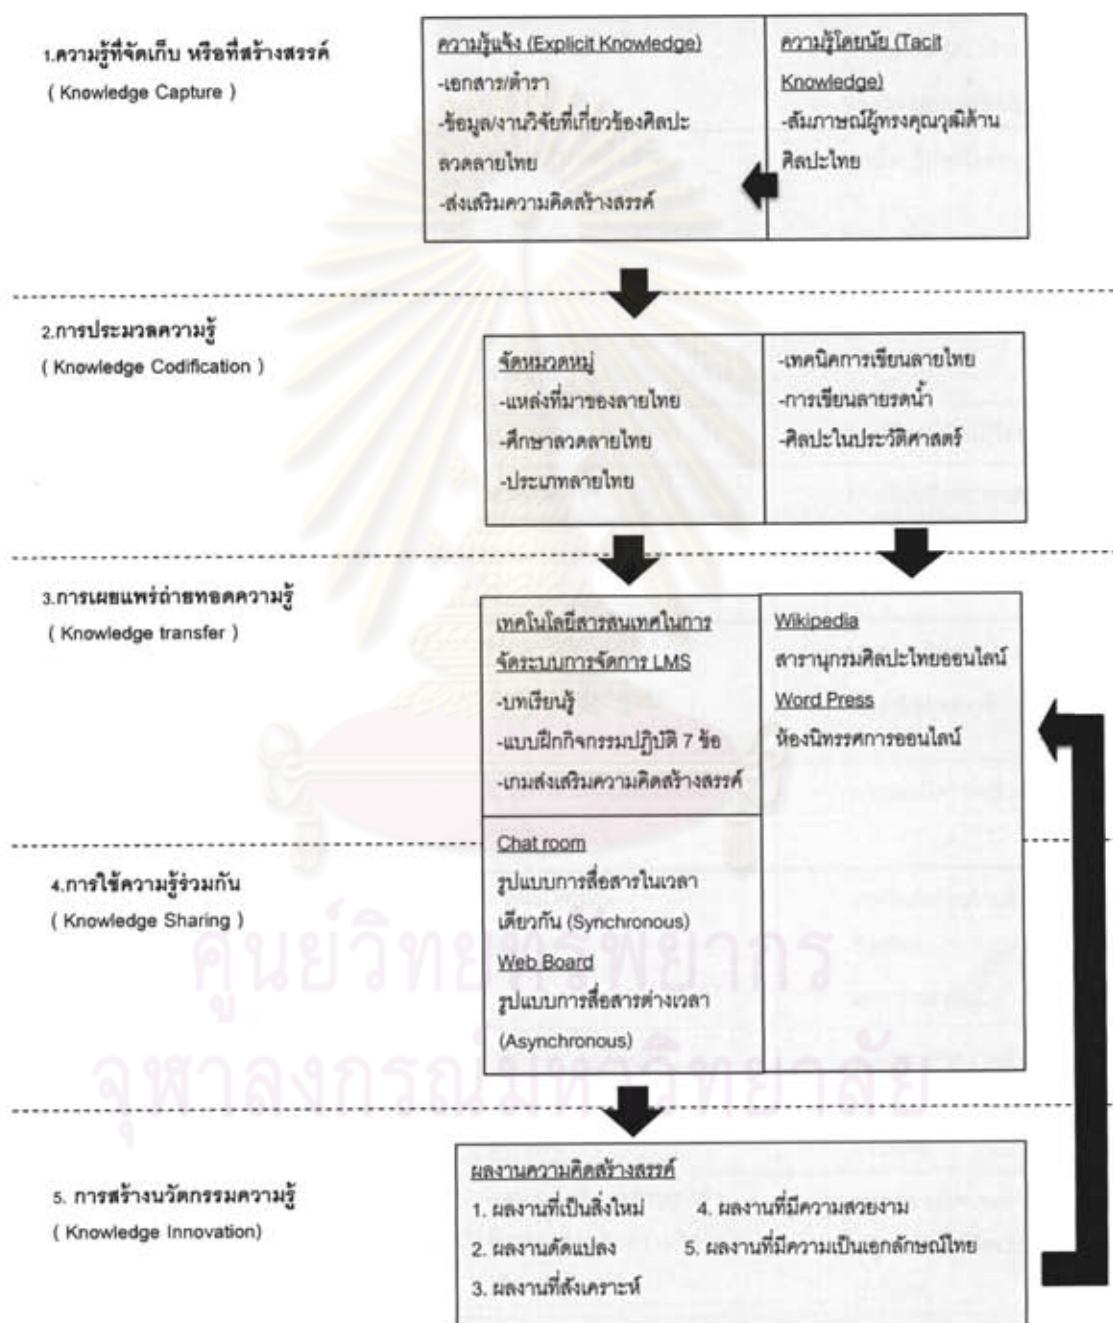 1.ความรู้ที่จัดเก็บ หรือที่สร้างสรรค์
( Knowledge Capture )
ความรู้แจ้ง (Explicit Knowledge)
-เอกสาร/ตำรา
-ข้อมูล/งานวิจัยที่เกี่ยวข้องศิลปะ
ลวดลายไทย
-ส่งเสริมความคิดสร้างสรรค์
ความรู้โดยนัย (Tacit
Knowledge)
-สัมภาษณ์ผู้ทรงคุณวุฒิด้าน
ศิลปะไทย
2.การประมวลความรู้
( Knowledge Codification )
จัดหมวดหมู่
-แหล่งที่มาของลายไทย
-ศึกษาลวดลายไทย
-ประเภทลายไทย
-เทคนิคการเขียนลายไทย
-การเขียนลายรดน้ำ
-ศิลปะในประวัติศาสตร์
3.การเผยแพร่ถ่ายทอดความรู้
( Knowledge transfer )
เทคโนโลยีสารสนเทศในการ
จัดระบบการจัดการ LMS
-บทเรียนรู้
-แบบฝึกกิจกรรมปฏิบัติ 7 ข้อ
-เกมส่งเสริมความคิดสร้างสรรค์
Wikipedia
สารานุกรมศิลปะไทยออนไลน์
Word Press
ห้องนิทรรศการออนไลน์
4.การใช้ความรู้ร่วมกัน
( Knowledge Sharing )
Chat room
รูปแบบการสื่อสารในเวลา
เดียวกัน (Synchronous)
Web Board
รูปแบบการสื่อสารต่างเวลา
(Asynchronous)
ศูนย์วิทยทรัพยากร
จุฬาลงกรณ์มหาวิทยาลัย
5. การสร้างนวัตกรรมความรู้
( Knowledge Innovation)
ผลงานความคิดสร้างสรรค์
1. ผลงานที่เป็นสิ่งใหม่
2. ผลงานดัดแปลง
3. ผลงานที่สังเคราะห์
4. ผลงานที่มีความสวยงาม
5. ผลงานที่มีความเป็นเอกลักษณ์ไทย